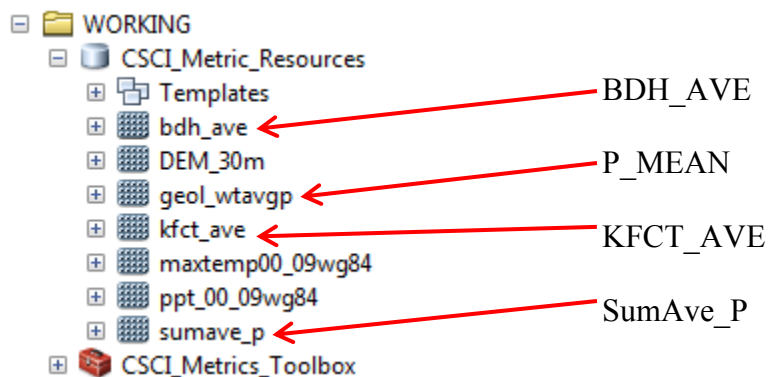 WORKING
CSCI_Metric_Resources
Templates
bdh_ave
BDH_AVE
DEM_30m
geol_wtavgp
P_MEAN
kfct_ave
KFCT_AVE
maxtemp00_09wg84
ppt_00_09wg84
sumave_p
SumAve_P
CSCI_Metrics_Toolbox